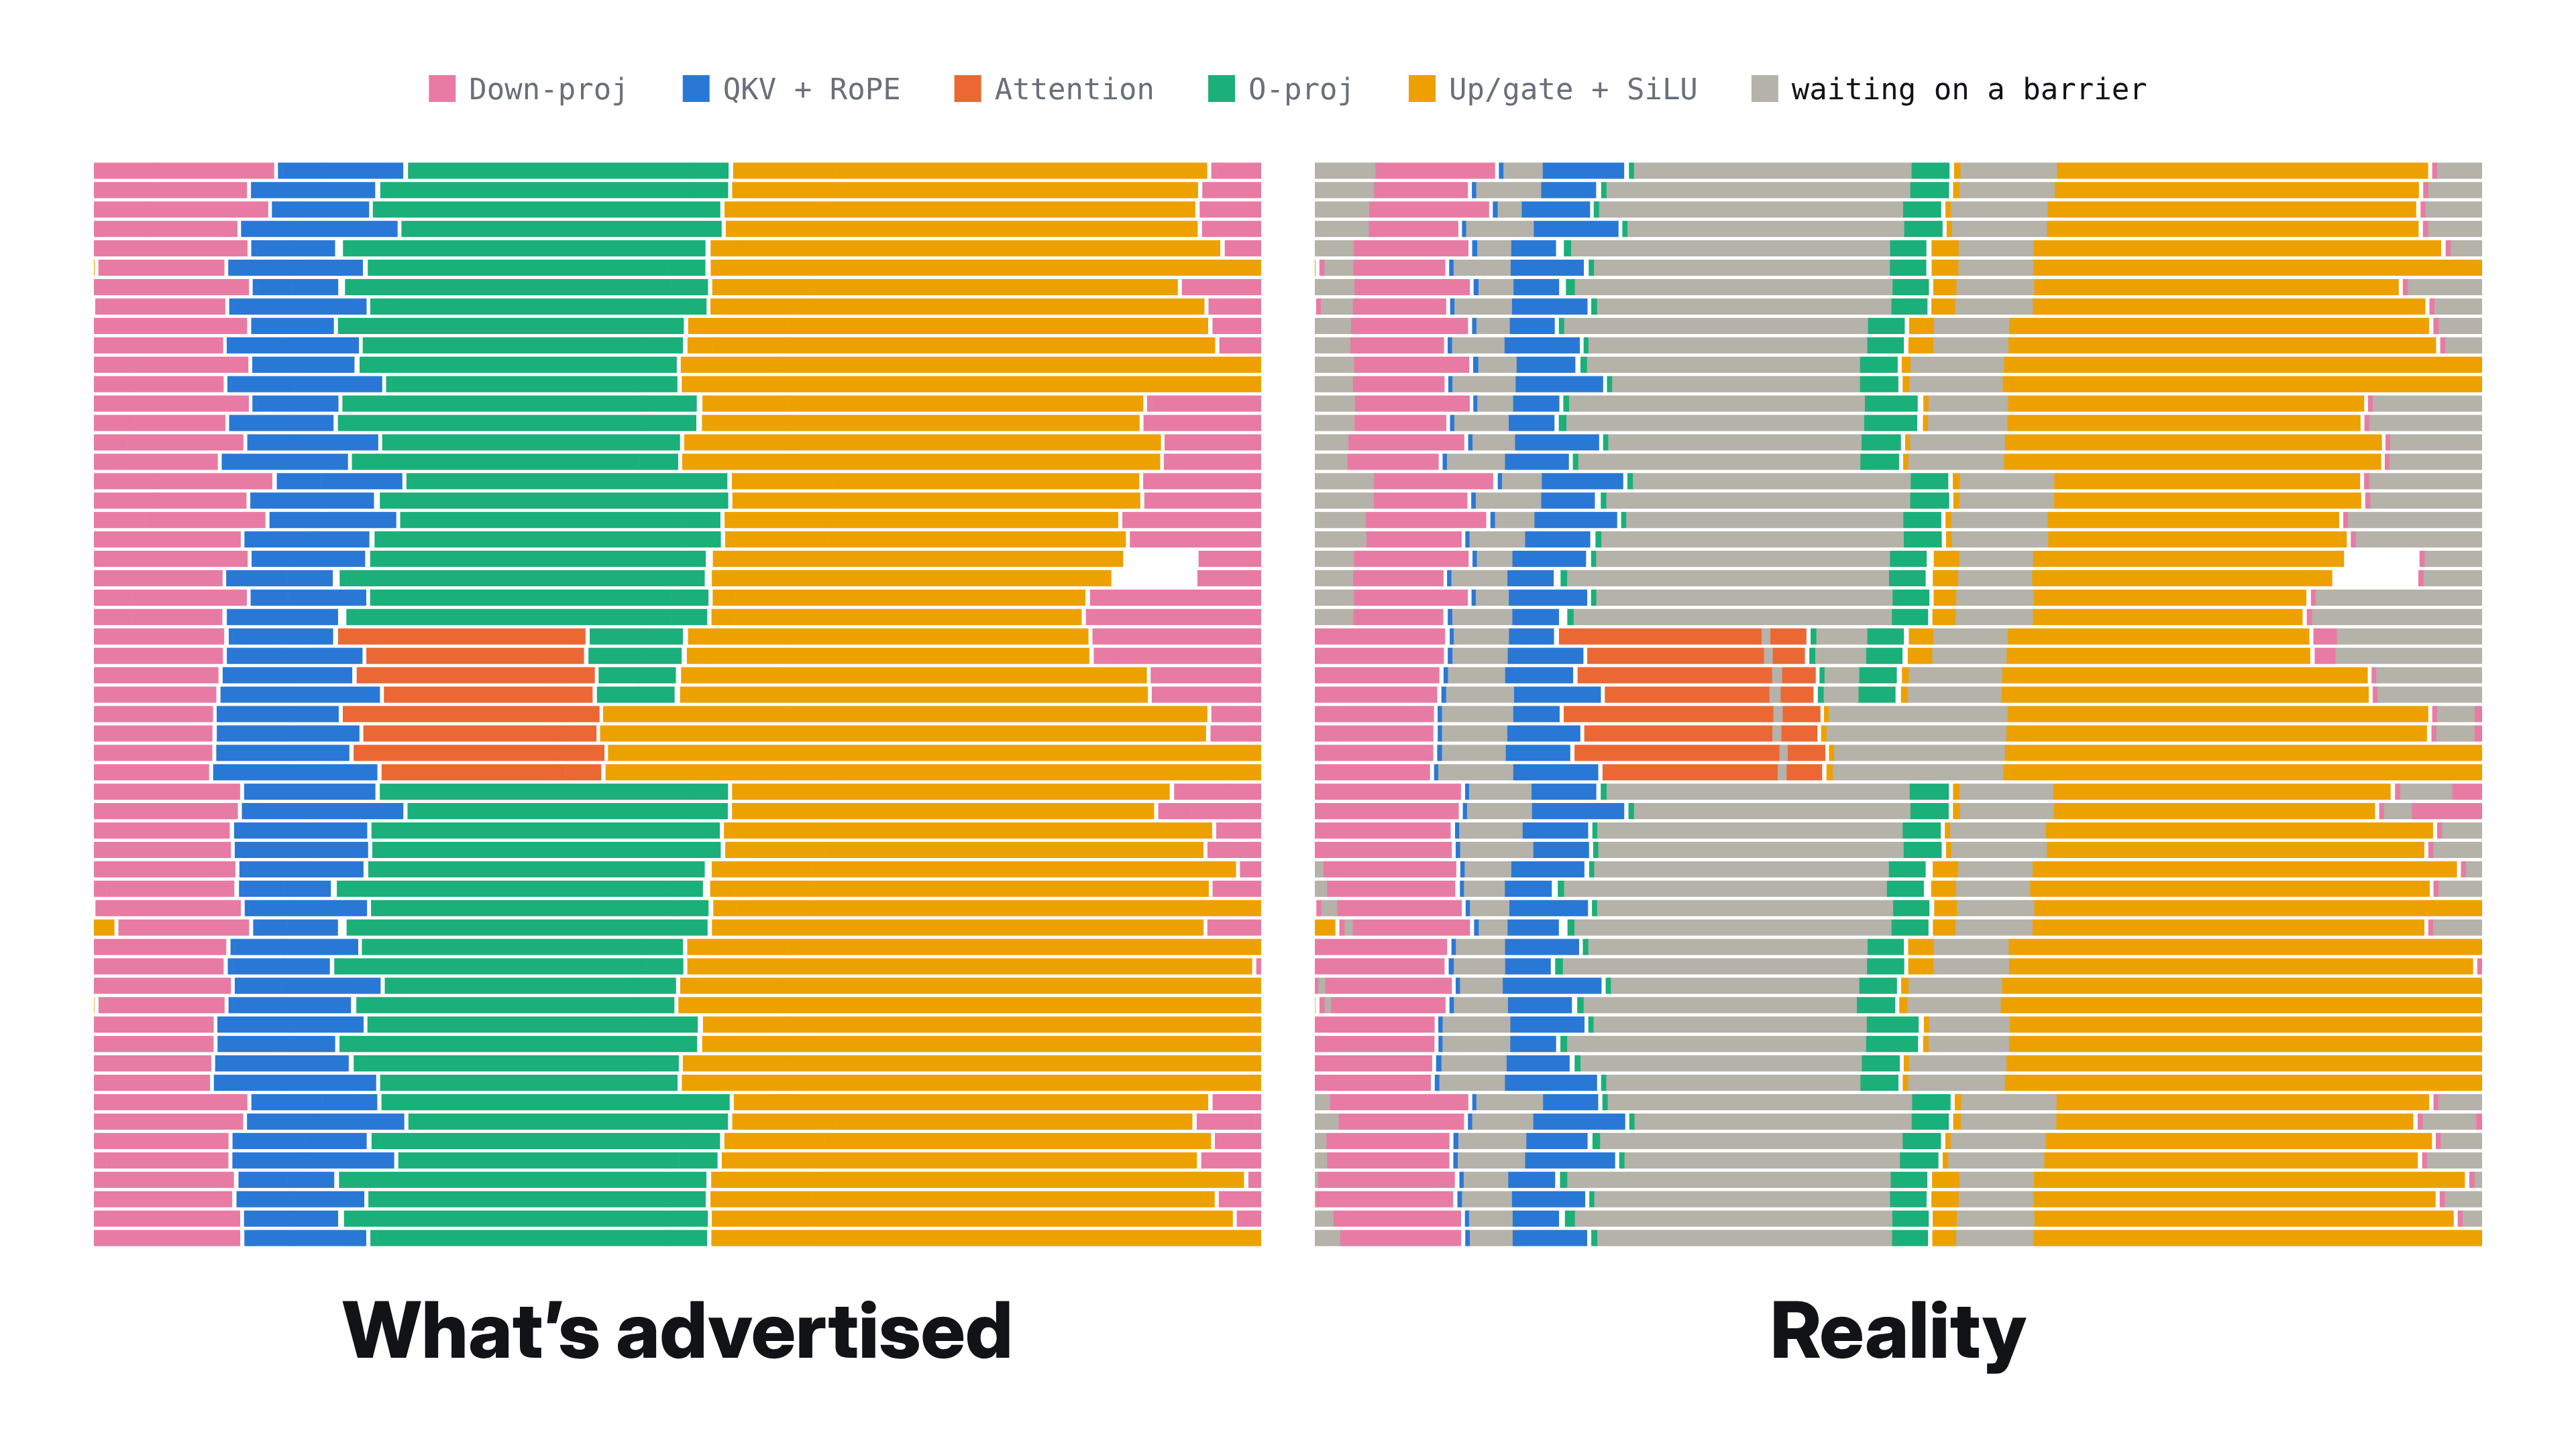 Down-proj QKV + RoPE Attention O-proj Up/gate + SiLU waiting on a barrier
What's advertised
Reality